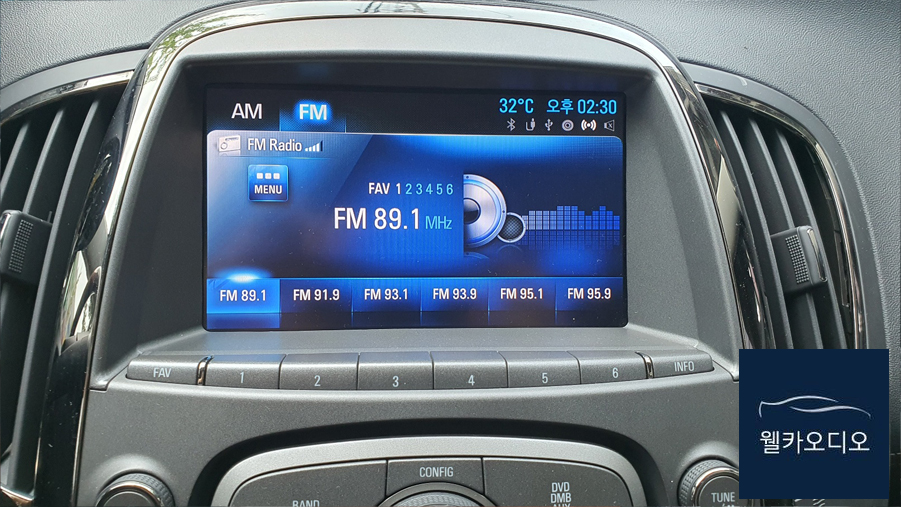 AM FM 32°C 오후 02:30
FM Radio
MENU
FAV 1 2 3 4 5 6
FM 89.1 MHz
FM 89.1 FM 91.9 FM 93.1 FM 93.9 FM 95.1 FM 95.9
FAV 1 2 3 4 5 6 INFO
웰카오디오
CONFIG
BAND
DVD
DMB
AUX
TUNE